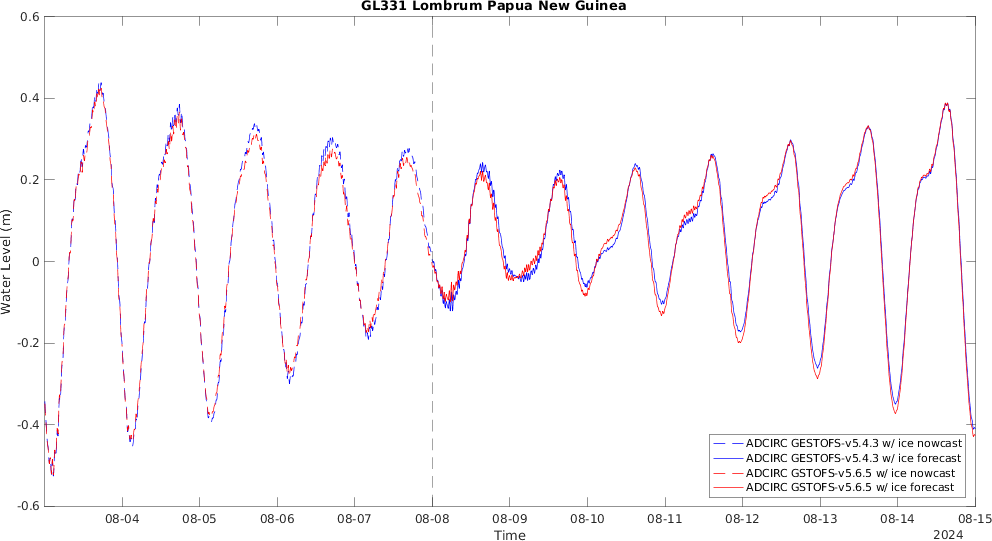 GL331 Lombrum Papua New Guinea
0.6
0.4
0.2
0
-0.2
-0.4
-0.6
Water Level (m)
ADCIRC GESTOFS-v5.4.3 w/ ice nowcast
ADCIRC GESTOFS-v5.4.3 w/ ice forecast
ADCIRC GSTOFS-v5.6.5 w/ ice nowcast
ADCIRC GSTOFS-v5.6.5 w/ ice forecast
08-04 08-05 08-06 08-07 08-08 08-09 08-10 08-11 08-12 08-13 08-14 08-15
Time
2024